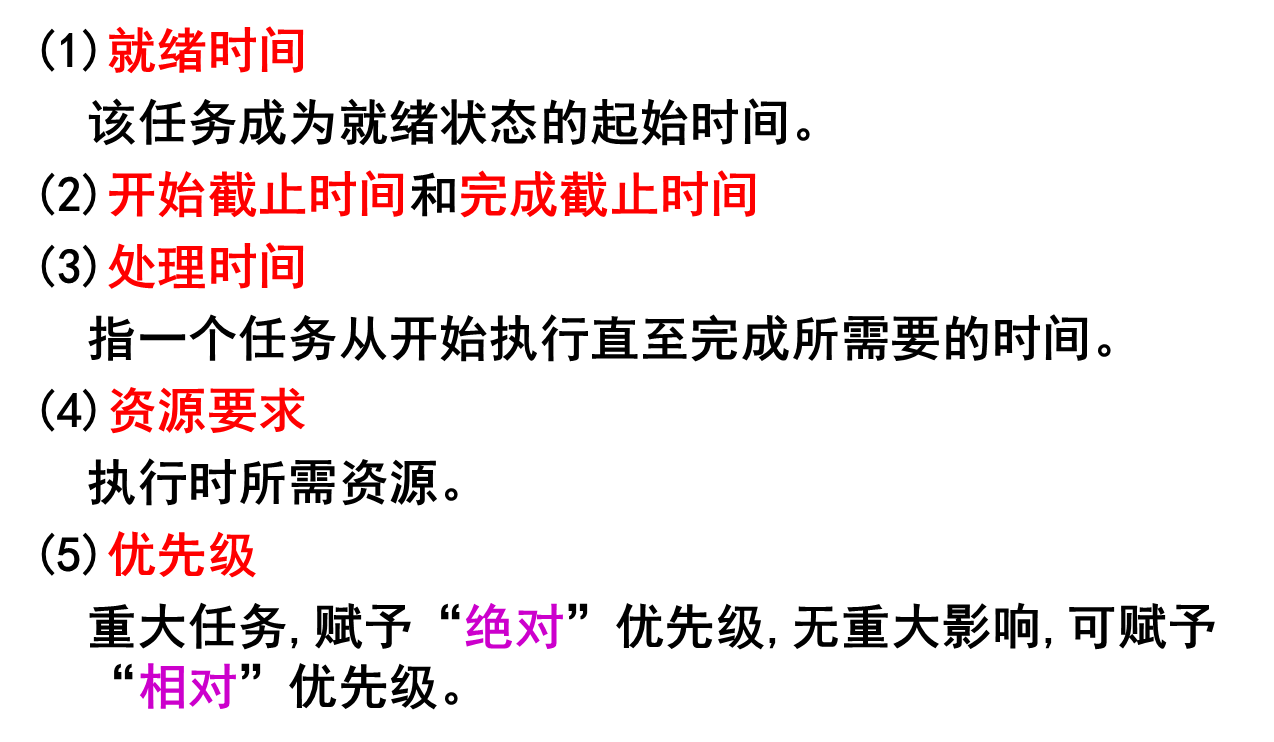 (1)就绪时间
该任务成为就绪状态的起始时间。
(2)开始截止时间和完成截止时间
(3)处理时间
指一个任务从开始执行直至完成所需要的时间。
(4)资源要求
执行时所需资源。
(5)优先级
重大任务,赋予“绝对”优先级,无重大影响,可赋予
“相对”优先级。